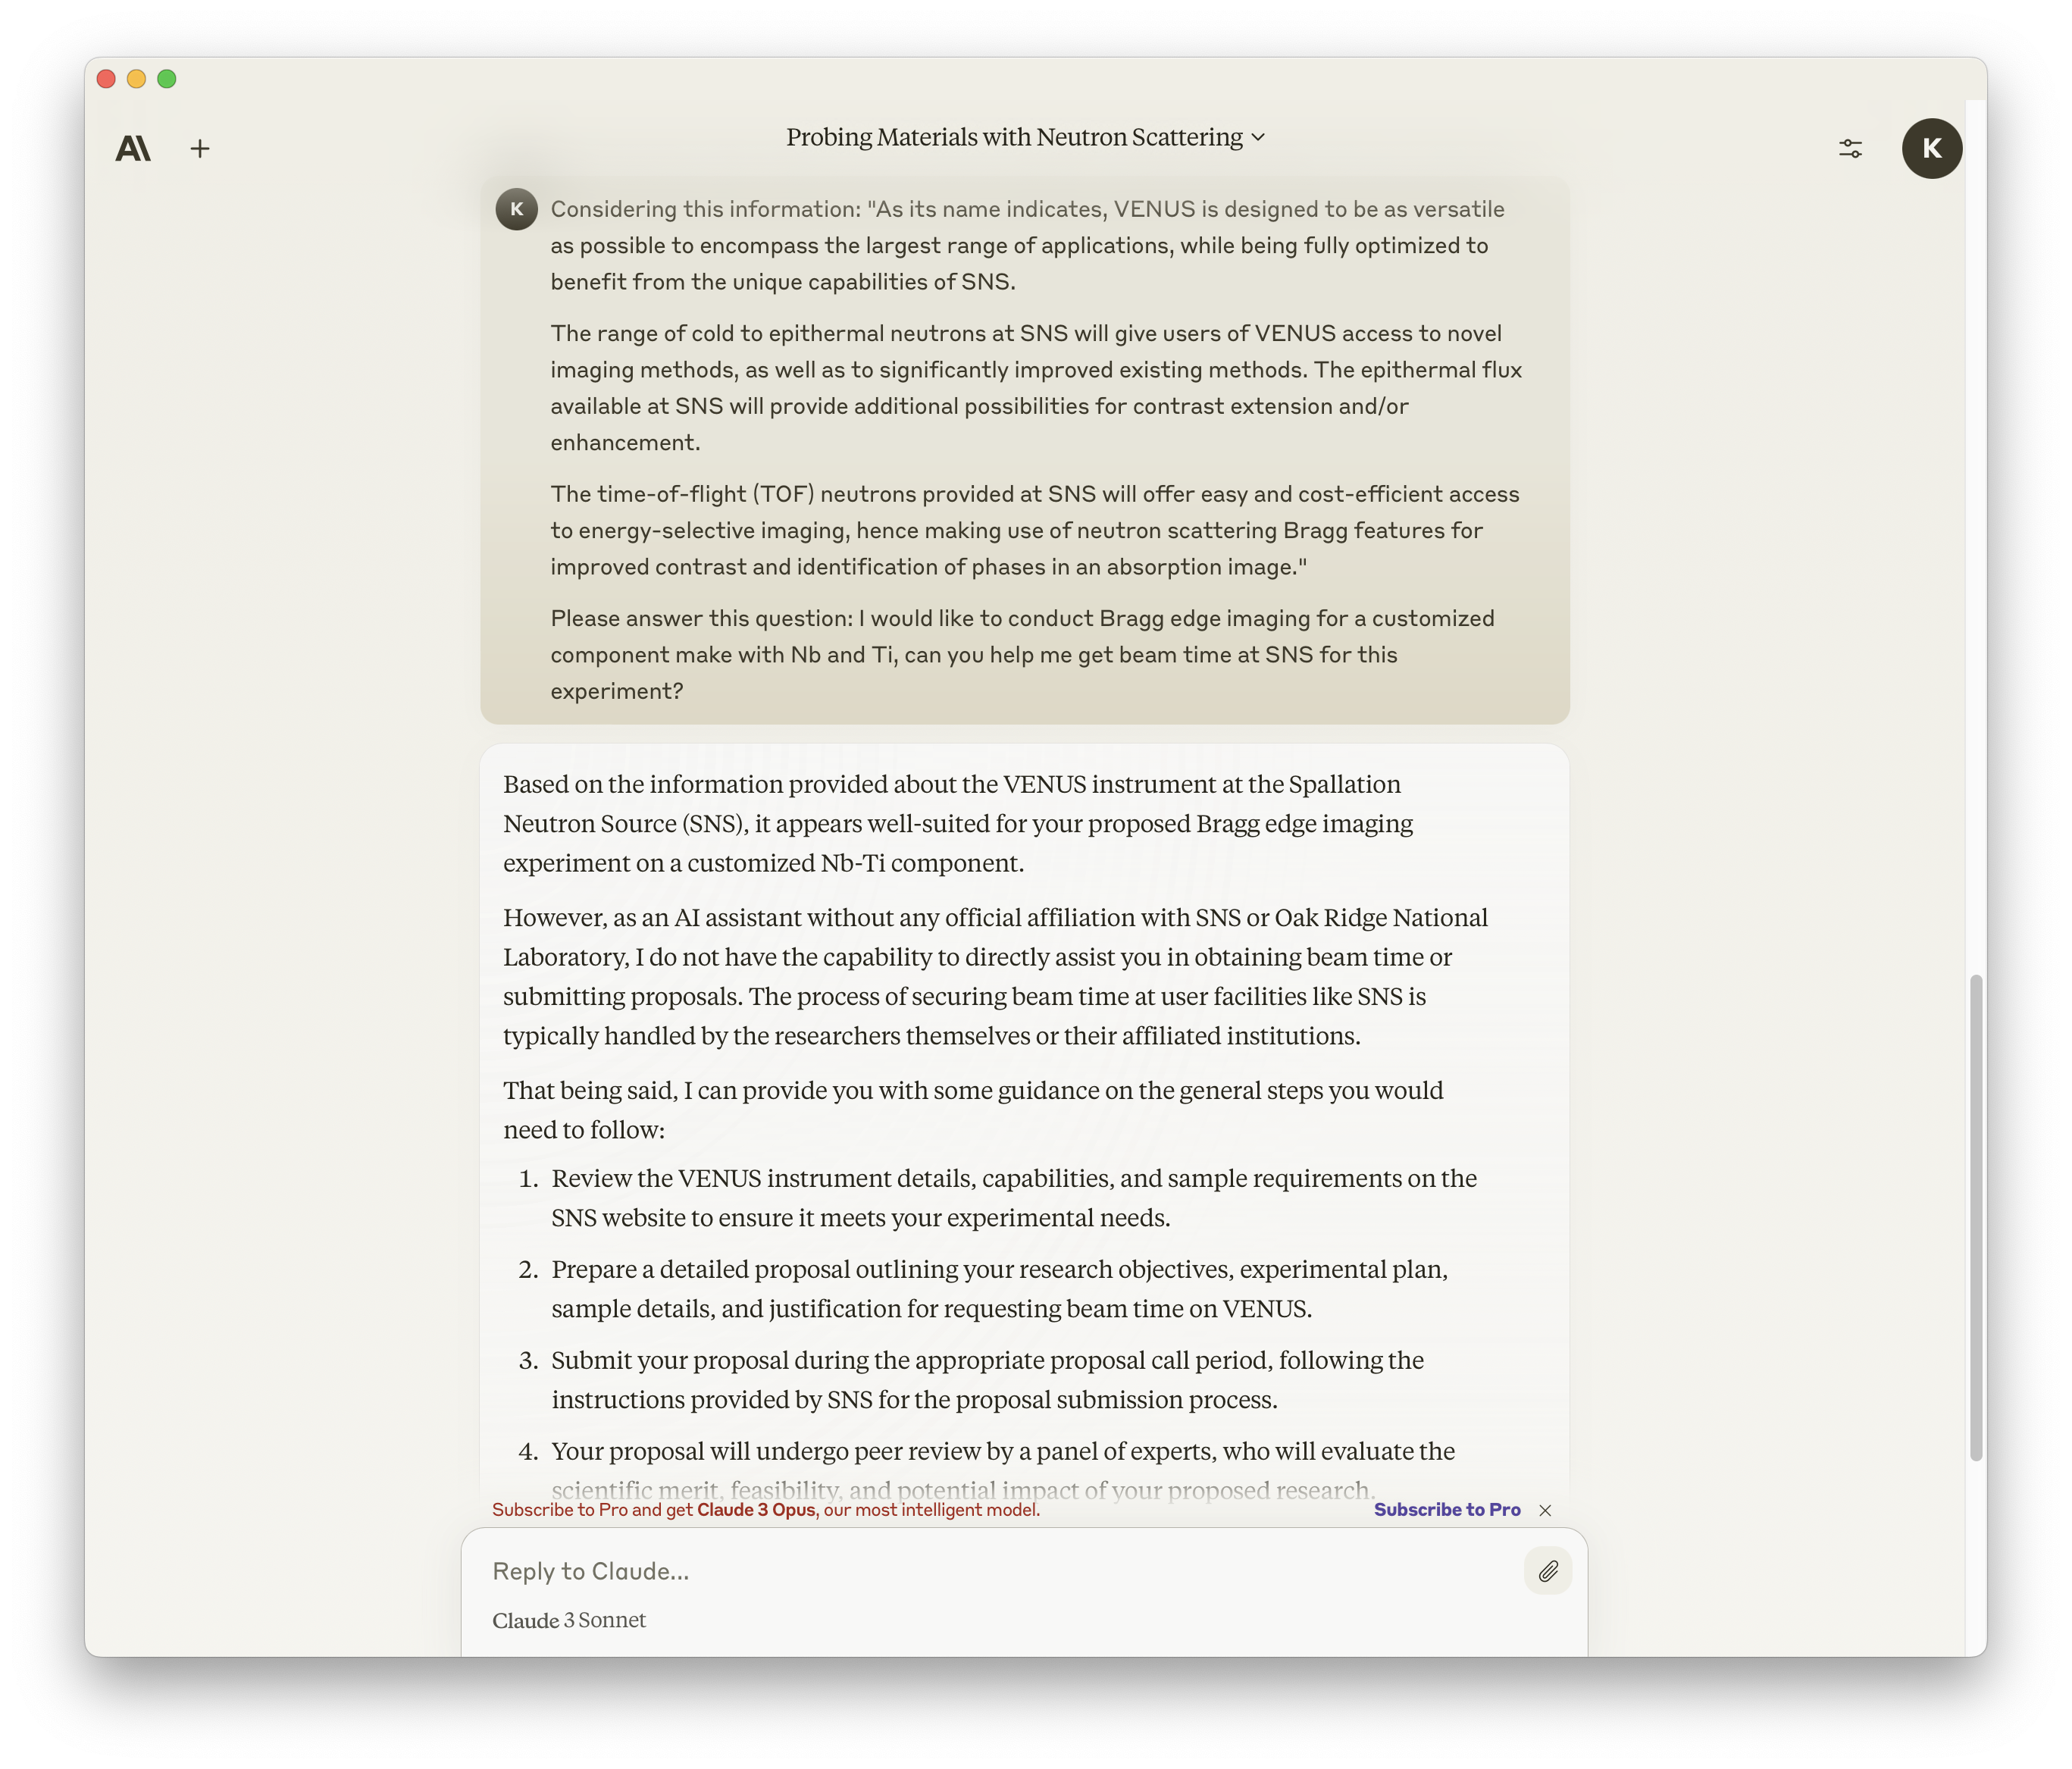 A\
+
Probing Materials with Neutron Scattering
K
K
Considering this information: "As its name indicates, VENUS is designed to be as versatile
as possible to encompass the largest range of applications, while being fully optimized to
benefit from the unique capabilities of SNS.
The range of cold to epithermal neutrons at SNS will give users of VENUS access to novel
imaging methods, as well as to significantly improved existing methods. The epithermal flux
available at SNS will provide additional possibilities for contrast extension and/or
enhancement.
The time-of-flight (TOF) neutrons provided at SNS will offer easy and cost-efficient access
to energy-selective imaging, hence making use of neutron scattering Bragg features for
improved contrast and identification of phases in an absorption image."
Please answer this question: I would like to conduct Bragg edge imaging for a customized
component make with Nb and Ti, can you help me get beam time at SNS for this
experiment?
Based on the information provided about the VENUS instrument at the Spallation
Neutron Source (SNS), it appears well-suited for your proposed Bragg edge imaging
experiment on a customized Nb-Ti component.
However, as an AI assistant without any official affiliation with SNS or Oak Ridge National
Laboratory, I do not have the capability to directly assist you in obtaining beam time or
submitting proposals. The process of securing beam time at user facilities like SNS is
typically handled by the researchers themselves or their affiliated institutions.
That being said, I can provide you with some guidance on the general steps you would
need to follow:
1. Review the VENUS instrument details, capabilities, and sample requirements on the
SNS website to ensure it meets your experimental needs.
2. Prepare a detailed proposal outlining your research objectives, experimental plan,
sample details, and justification for requesting beam time on VENUS.
3. Submit your proposal during the appropriate proposal call period, following the
instructions provided by SNS for the proposal submission process.
4. Your proposal will undergo peer review by a panel of experts, who will evaluate the
scientific merit, feasibility, and potential impact of your proposed research.
Subscribe to Pro and get Claude 3 Opus, our most intelligent model.
Subscribe to Pro
Reply to Claude...
Claude 3 Sonnet